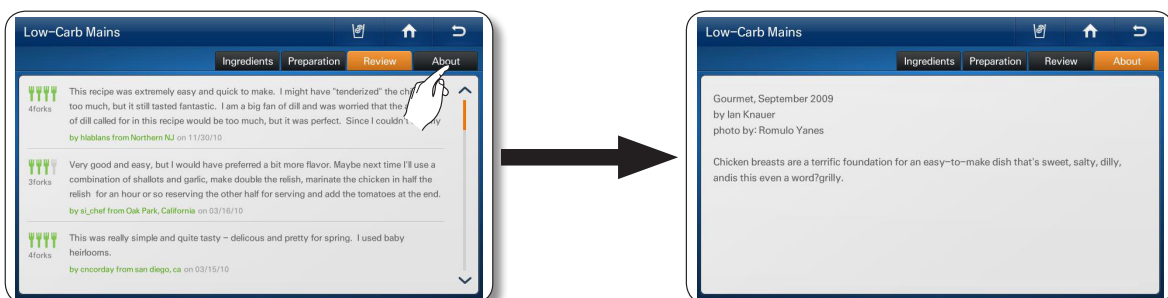 Low-Carb Mains
Ingredients Preparation Review About
4forks
This recipe was extremely easy and quick to make. I might have "tenderized" the
too much, but it still tasted fantastic. I am a big fan of dill and was worried that the
of dill called for in this recipe would be too much, but it was perfect. Since I couldn't
by hlablans from Northern NJ on 11/30/10
3forks
Very good and easy, but I would have preferred a bit more flavor. Maybe next time I'll use a
combination of shallots and garlic, make double the relish, marinate the chicken in half the
relish for an hour or so reserving the other half for serving and add the tomatoes at the end.
by si_chef from Oak Park, California on 03/16/10
4forks
This was really simple and quite tasty - delicous and pretty for spring. I used baby
heirlooms.
by cncorday from san diego, ca on 03/15/10
Low-Carb Mains
Ingredients Preparation Review About
Gourmet, September 2009
by Ian Knauer
photo by: Romulo Yanes
Chicken breasts are a terrific foundation for an easy-to-make dish that's sweet, salty, dilly,
andis this even a word?grilly.